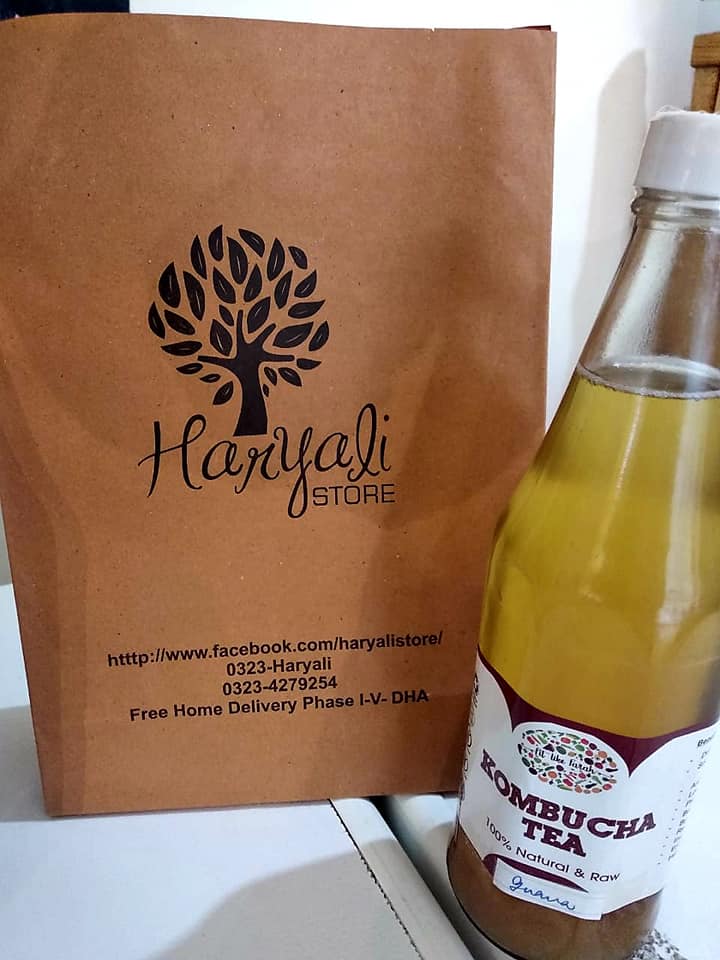 Haryali
STORE
htttp://www.facebook.com/haryalistore/
0323-Haryali
0323-4279254
Free Home Delivery Phase I-V- DHA
fit like Farah
KOMBUCHA
TEA
100% Natural & Raw
guava